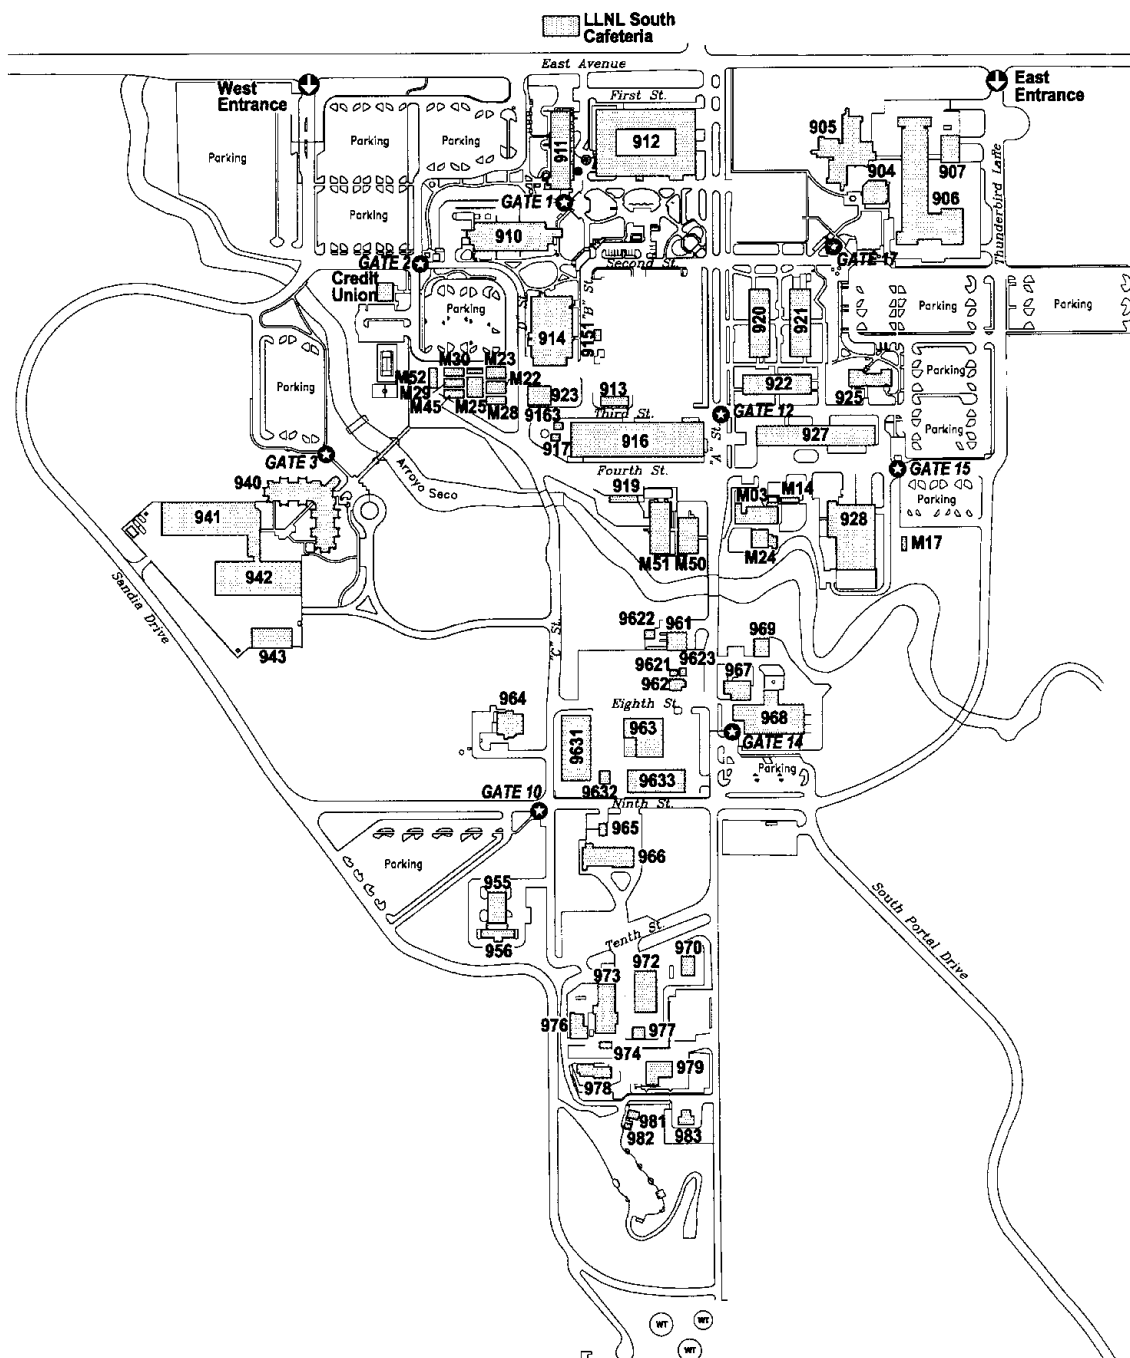 LLNL South
Cafeteria
East Avenue
West
Entrance
East
Entrance
First St.
Parking
Parking
Parking
911
912
905
904
907
906
Thunderbird Lane
Parking
GATE 1
910
GATE 2
Second St.
GATE 17
Credit
Union
Parking
914
"B" St.
9151
920
921
Parking
Parking
M30
M23
M52
M22
M29
M45
M25
M28
923
913
922
925
Parking
Parking
9163
Third St.
GATE 12
917
916
"A" St.
927
Parking
GATE 3
Arroyo Seco
Fourth St.
GATE 15
940
941
919
M03
M14
928
Parking
M51
M50
M24
M17
942
Sandia Drive
943
"C" St.
9622
961
969
9621
9623
962
967
964
Eighth St.
9631
963
968
GATE 14
9633
Parking
GATE 10
9632
Ninth St.
965
966
Parking
955
956
South Portal Drive
Tenth St.
970
972
973
976
977
974
979
978
981
982
983
WT
WT
WT